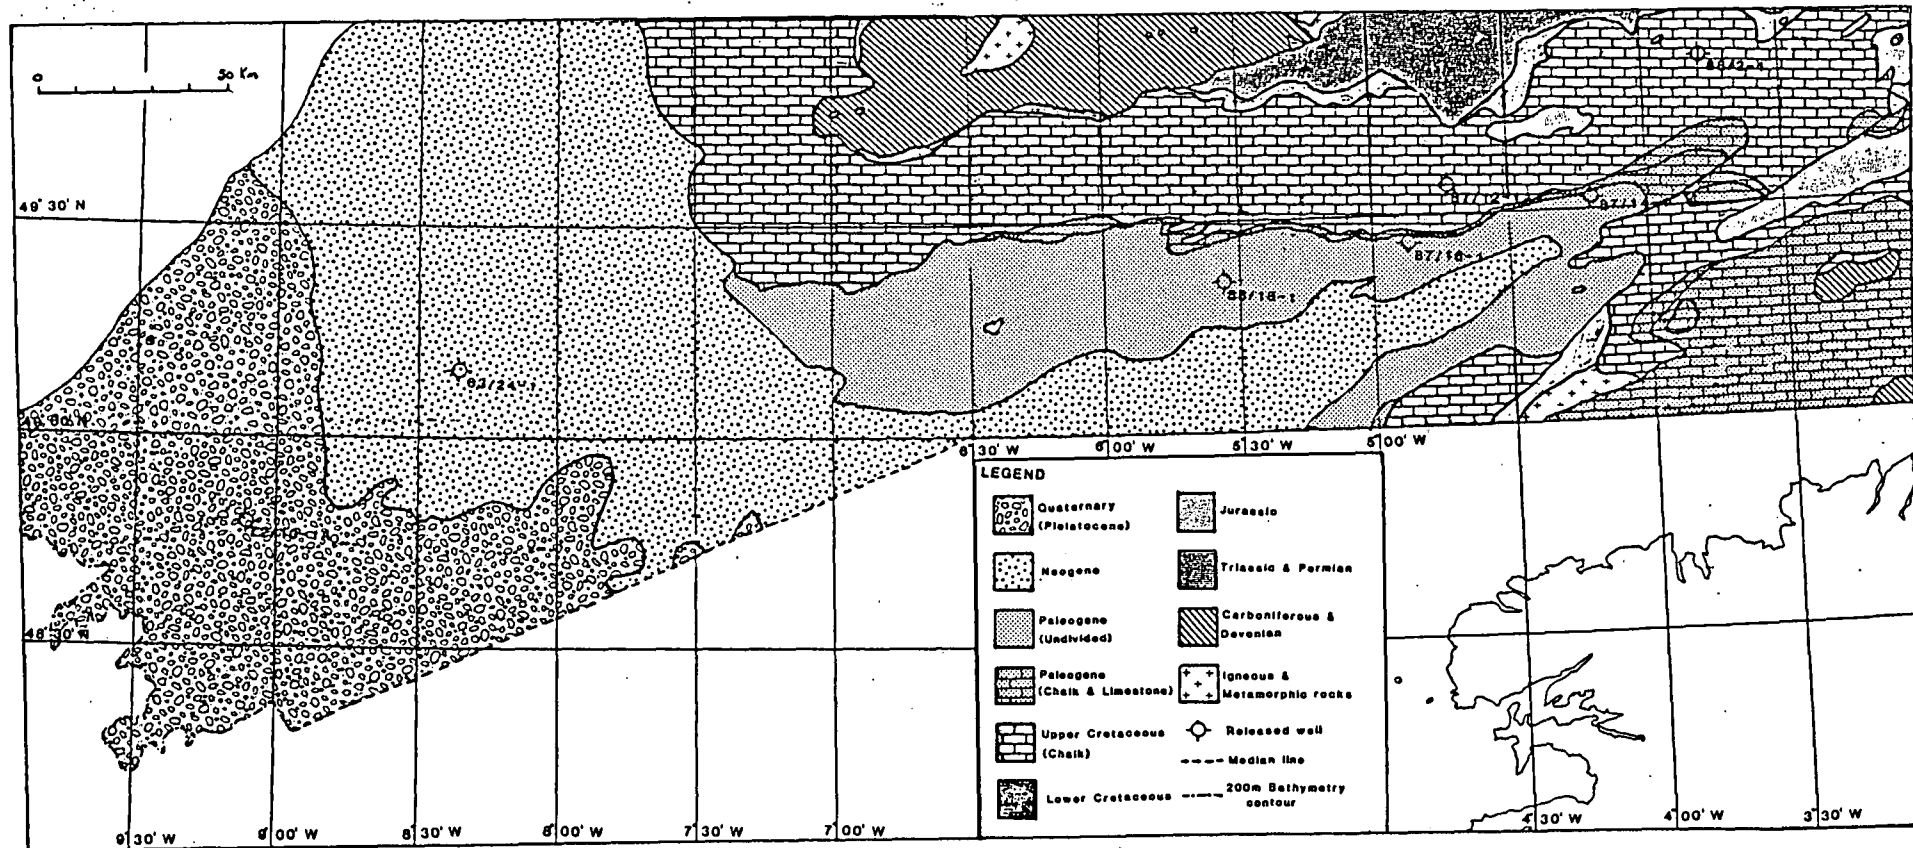 0 50 Km
86/2-1
49° 30' N
87/12
87/14
87/16-1
88/16-1
83/24-1
N
6° 30' W
6° 00' W
5° 30' W
5° 00' W
LEGEND
Quaternary
(Pleistocene)
Neogene
Paleogene
(Undivided)
Paleogene
(Chalk & Limestone)
Upper Cretaceous
(Chalk)
Lower Cretaceous
Jurassic
Triassic & Permian
Carboniferous &
Devonian
Igneous &
Metamorphic rocks
Released well
Median line
200m Bathymetry
contour
48° 30' N
9° 30' W
9° 00' W
8° 30' W
8° 00' W
7° 30' W
7° 00' W
4° 30' W
4° 00' W
3° 30' W